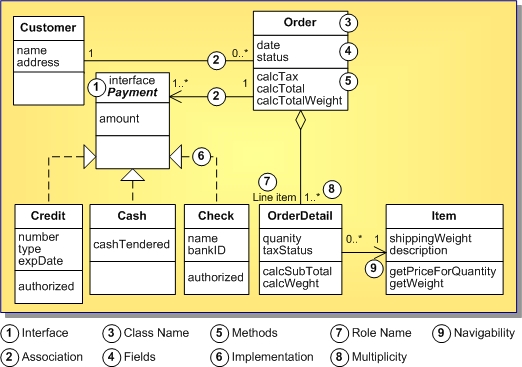 Customer
name
address
1
2
0..*
Order
3
date
status
4
calcTax
calcTotal
calcTotalWeight
5
1
interface
Payment
amount
1..*
2
1
6
7
Line item
1..*
8
Credit
number
type
expDate
authorized
Cash
cashTendered
Check
name
bankID
authorized
OrderDetail
quanity
taxStatus
calcSubTotal
calcWeght
0..*
1
9
Item
shippingWeight
description
getPriceForQuantity
getWeight
1 Interface
3 Class Name
5 Methods
7 Role Name
9 Navigability
2 Association
4 Fields
6 Implementation
8 Multiplicity